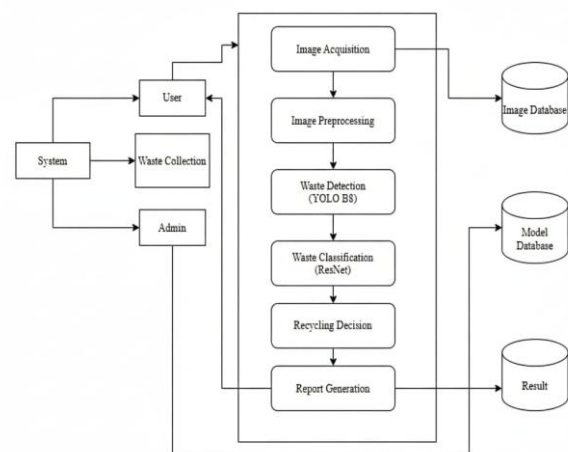 Image Acquisition
User
Image Database
Image Preprocessing
System
Waste Collection
Waste Detection
(YOLO B8)
Admin
Model
Database
Waste Classification
(ResNet)
Recycling Decision
Report Generation
Result